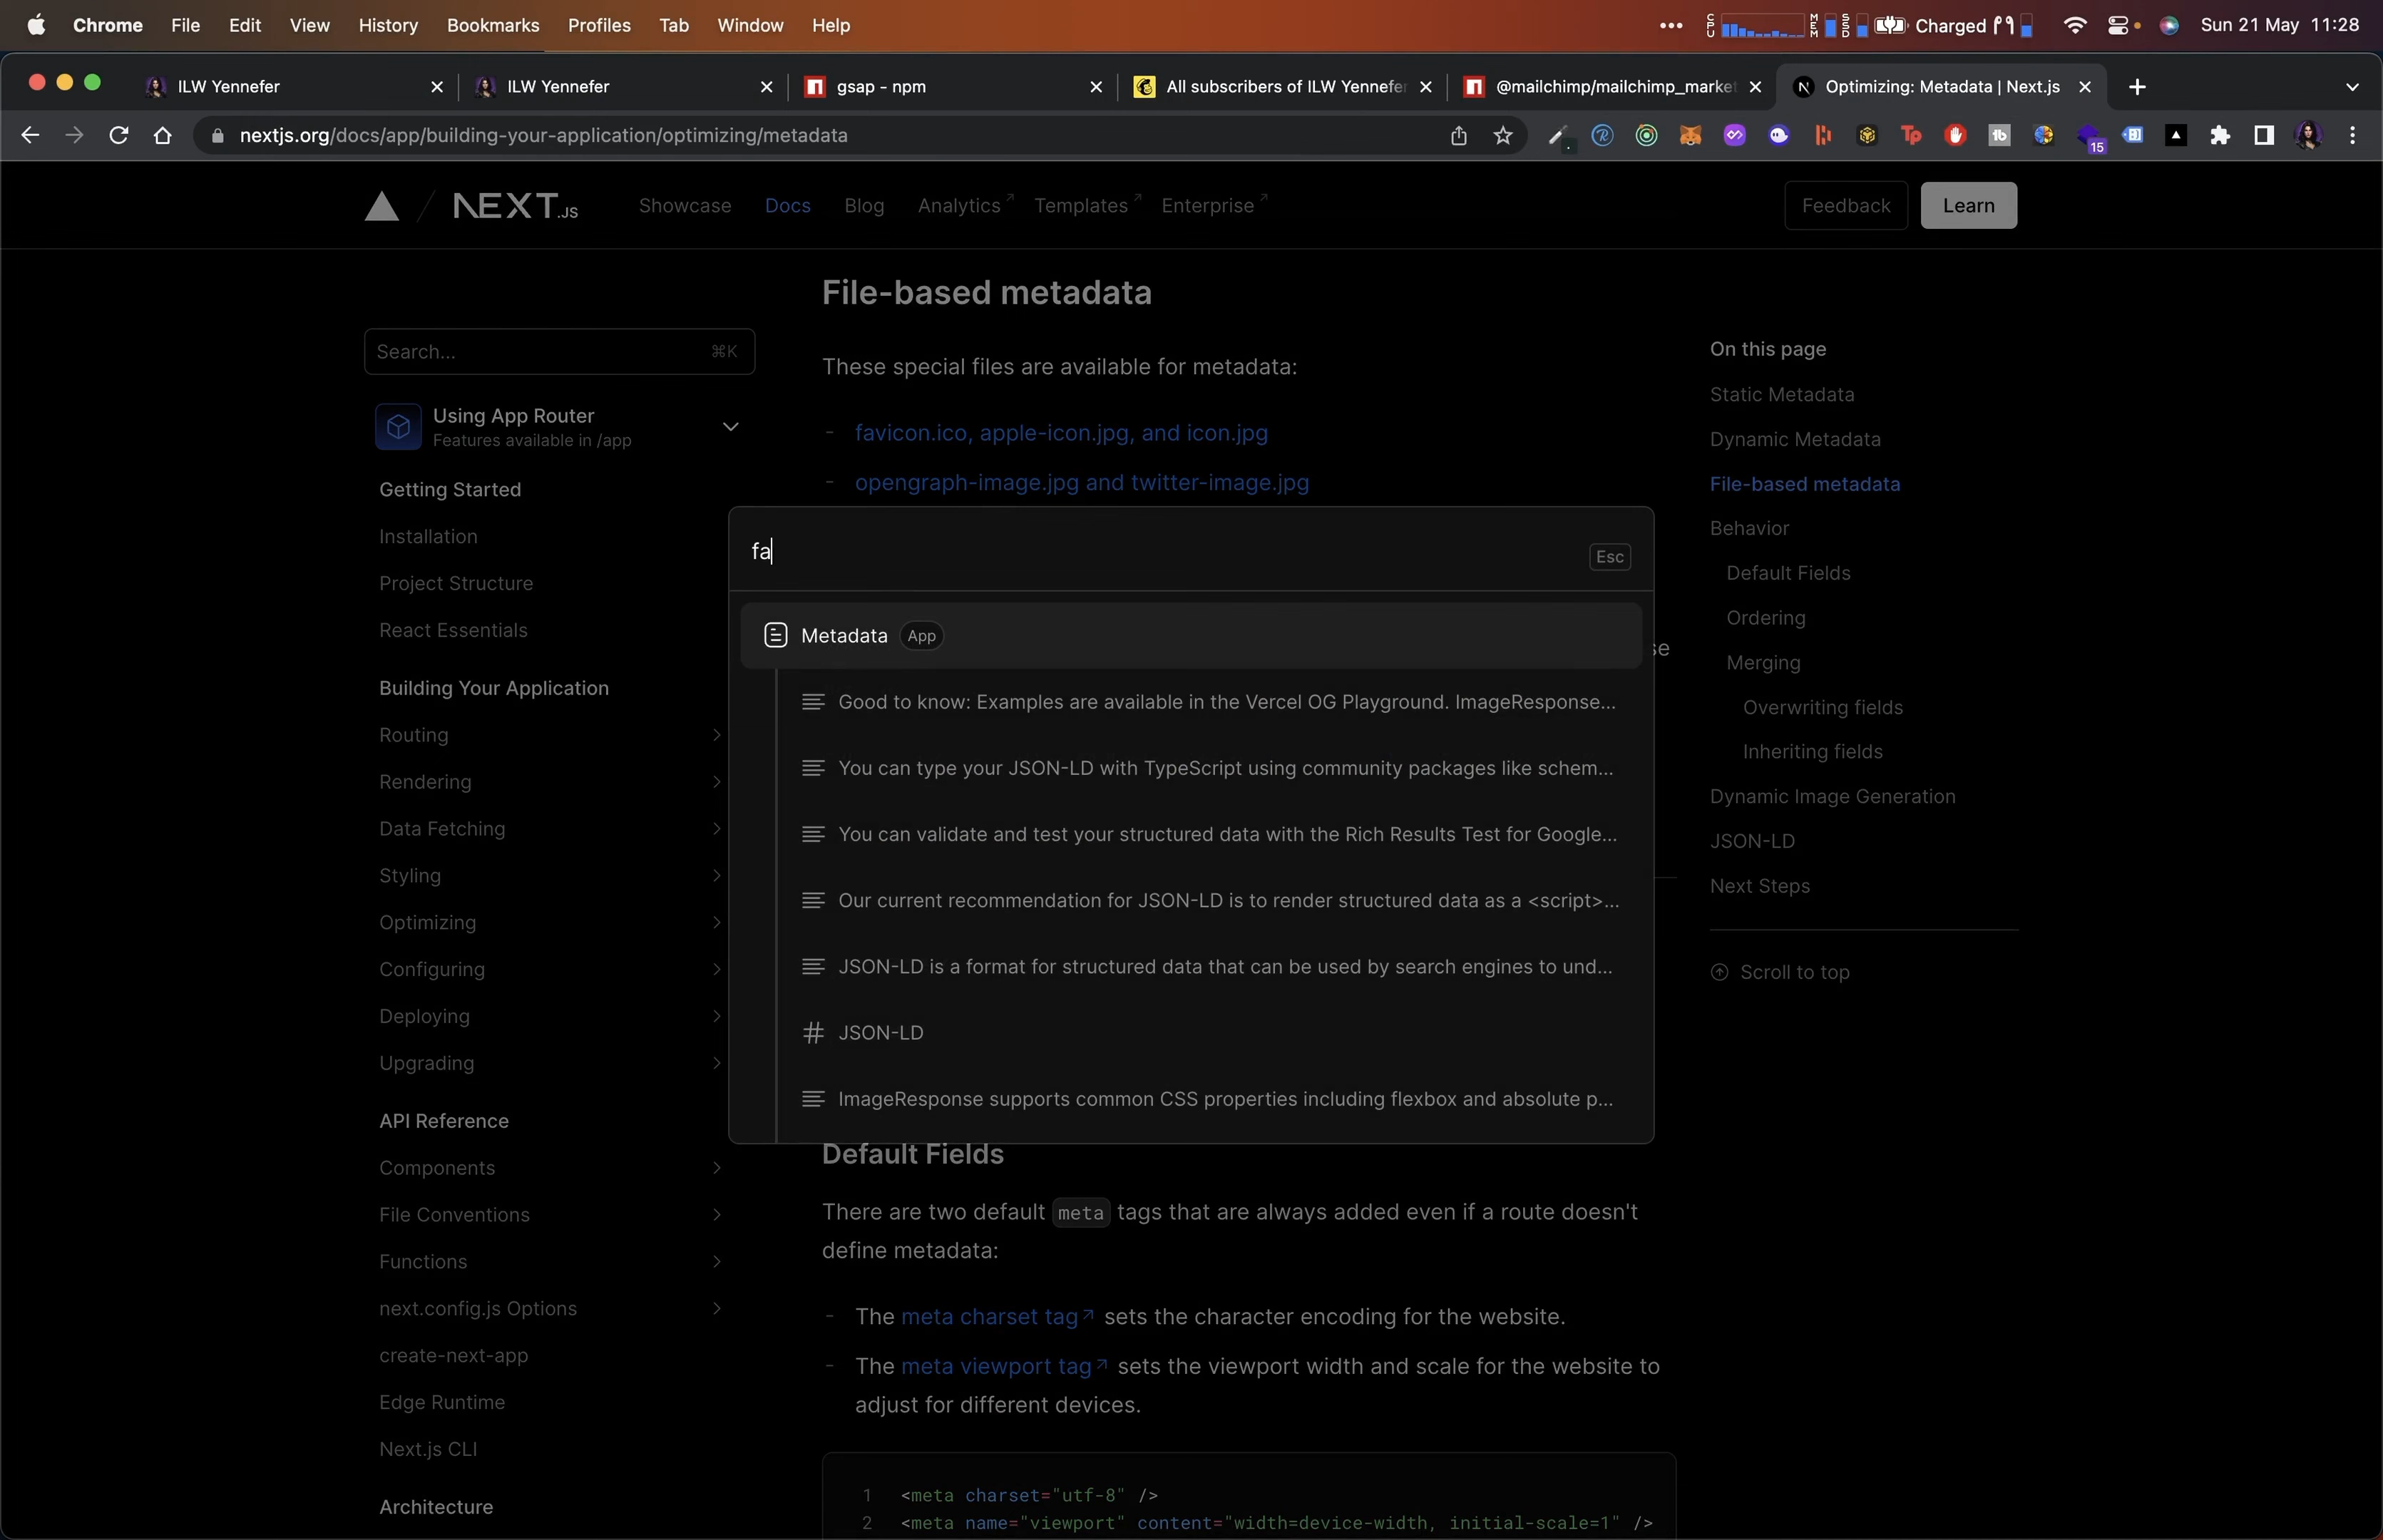 Chrome File Edit View History Bookmarks Profiles Tab Window Help ••• CPU MEM SSD Charged Sun 21 May 11:28
ILW Yennefer ILW Yennefer gsap - npm All subscribers of ILW Yennefer @mailchimp/mailchimp_market Optimizing: Metadata | Next.js
nextjs.org/docs/app/building-your-application/optimizing/metadata 15
NEXT.JS Showcase Docs Blog Analytics Templates Enterprise Feedback Learn
Search... ⌘K
Using App Router
Features available in /app
Getting Started
Installation
Project Structure
React Essentials
Building Your Application
Routing
Rendering
Data Fetching
Styling
Optimizing
Configuring
Deploying
Upgrading
API Reference
Components
File Conventions
Functions
next.config.js Options
create-next-app
Edge Runtime
Next.js CLI
Architecture
File-based metadata
These special files are available for metadata:
- favicon.ico, apple-icon.jpg, and icon.jpg
- opengraph-image.jpg and twitter-image.jpg
fa Esc
Metadata App
Good to know: Examples are available in the Vercel OG Playground. ImageResponse...
You can type your JSON-LD with TypeScript using community packages like schem...
You can validate and test your structured data with the Rich Results Test for Google...
Our current recommendation for JSON-LD is to render structured data as a <script>...
JSON-LD is a format for structured data that can be used by search engines to und...
# JSON-LD
ImageResponse supports common CSS properties including flexbox and absolute p...
Default Fields
There are two default meta tags that are always added even if a route doesn't
define metadata:
- The meta charset tag sets the character encoding for the website.
- The meta viewport tag sets the viewport width and scale for the website to
adjust for different devices.
1 <meta charset="utf-8" />
2 <meta name="viewport" content="width=device-width, initial-scale=1" />
On this page
Static Metadata
Dynamic Metadata
File-based metadata
Behavior
Default Fields
Ordering
Merging
Overwriting fields
Inheriting fields
Dynamic Image Generation
JSON-LD
Next Steps
Scroll to top